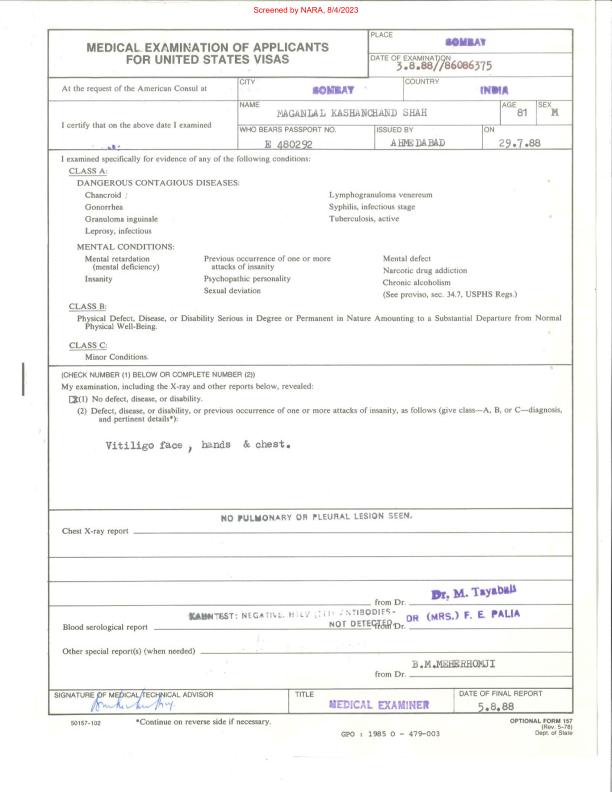 Screened by NARA, 8/4/2023
MEDICAL EXAMINATION OF APPLICANTS
FOR UNITED STATES VISAS
PLACE
BOMBAY
DATE OF EXAMINATION
3.8.88//86086375
At the request of the American Consul at
CITY
BOMBAY
COUNTRY
INDIA
I certify that on the above date I examined
NAME
MAGANLAL KASHANCHAND SHAH
AGE
81
SEX
M
WHO BEARS PASSPORT NO.
E 480292
ISSUED BY
AHMEDABAD
ON
29.7.88
I examined specifically for evidence of any of the following conditions:
CLASS A:
DANGEROUS CONTAGIOUS DISEASES:
Chancroid
Gonorrhea
Granuloma inguinale
Leprosy, infectious
Lymphogranuloma venereum
Syphilis, infectious stage
Tuberculosis, active
MENTAL CONDITIONS:
Mental retardation
(mental deficiency)
Insanity
Previous occurrence of one or more
attacks of insanity
Psychopathic personality
Sexual deviation
Mental defect
Narcotic drug addiction
Chronic alcoholism
(See proviso, sec. 34.7, USPHS Regs.)
CLASS B:
Physical Defect, Disease, or Disability Serious in Degree or Permanent in Nature Amounting to a Substantial Departure from Normal
Physical Well-Being.
CLASS C:
Minor Conditions.
(CHECK NUMBER (1) BELOW OR COMPLETE NUMBER (2))
My examination, including the X-ray and other reports below, revealed:
(1) No defect, disease, or disability.
(2) Defect, disease, or disability, or previous occurrence of one or more attacks of insanity, as follows (give class—A, B, or C—diagnosis,
and pertinent details*):
Vitiligo face, hands & chest.
NO PULMONARY OR PLEURAL LESION SEEN.
Chest X-ray report
from Dr. Dr. M. Tayabali
KAHN TEST: NEGATIVE. ANTIBODIES-
NOT DETECTED
Blood serological report
from Dr. DR (MRS.) F. E. PALIA
Other special report(s) (when needed)
B.M.MEHERHOMJI
from Dr.
SIGNATURE OF MEDICAL/TECHNICAL ADVISOR
TITLE
MEDICAL EXAMINER
DATE OF FINAL REPORT
5.8.88
50157-102
*Continue on reverse side if necessary.
OPTIONAL FORM 157
(Rev. 5-78)
Dept. of State
GPO : 1985 O - 479-003